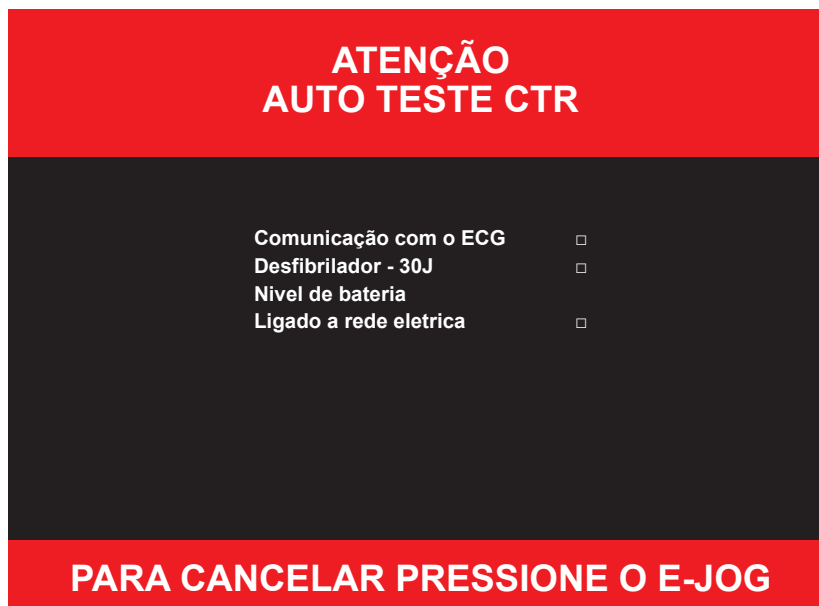 ATENÇÃO
AUTO TESTE CTR
Comunicação com o ECG □
Desfibrilador - 30J □
Nivel de bateria
Ligado a rede eletrica □
PARA CANCELAR PRESSIONE O E-JOG